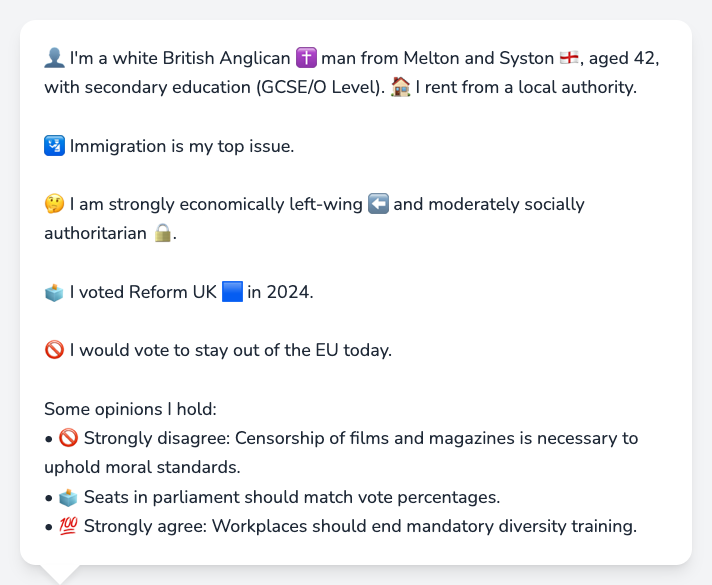 👤 I'm a white British Anglican ✝️ man from Melton and Syston 🏴󠁧󠁢󠁥󠁮󠁧󠁿, aged 42,
with secondary education (GCSE/O Level). 🏠 I rent from a local authority.
🛂 Immigration is my top issue.
🤔 I am strongly economically left-wing ⬅️ and moderately socially
authoritarian 🔒.
🗳️ I voted Reform UK 🟦 in 2024.
🚫 I would vote to stay out of the EU today.
Some opinions I hold:
• 🚫 Strongly disagree: Censorship of films and magazines is necessary to
uphold moral standards.
• 🗳️ Seats in parliament should match vote percentages.
• 💯 Strongly agree: Workplaces should end mandatory diversity training.